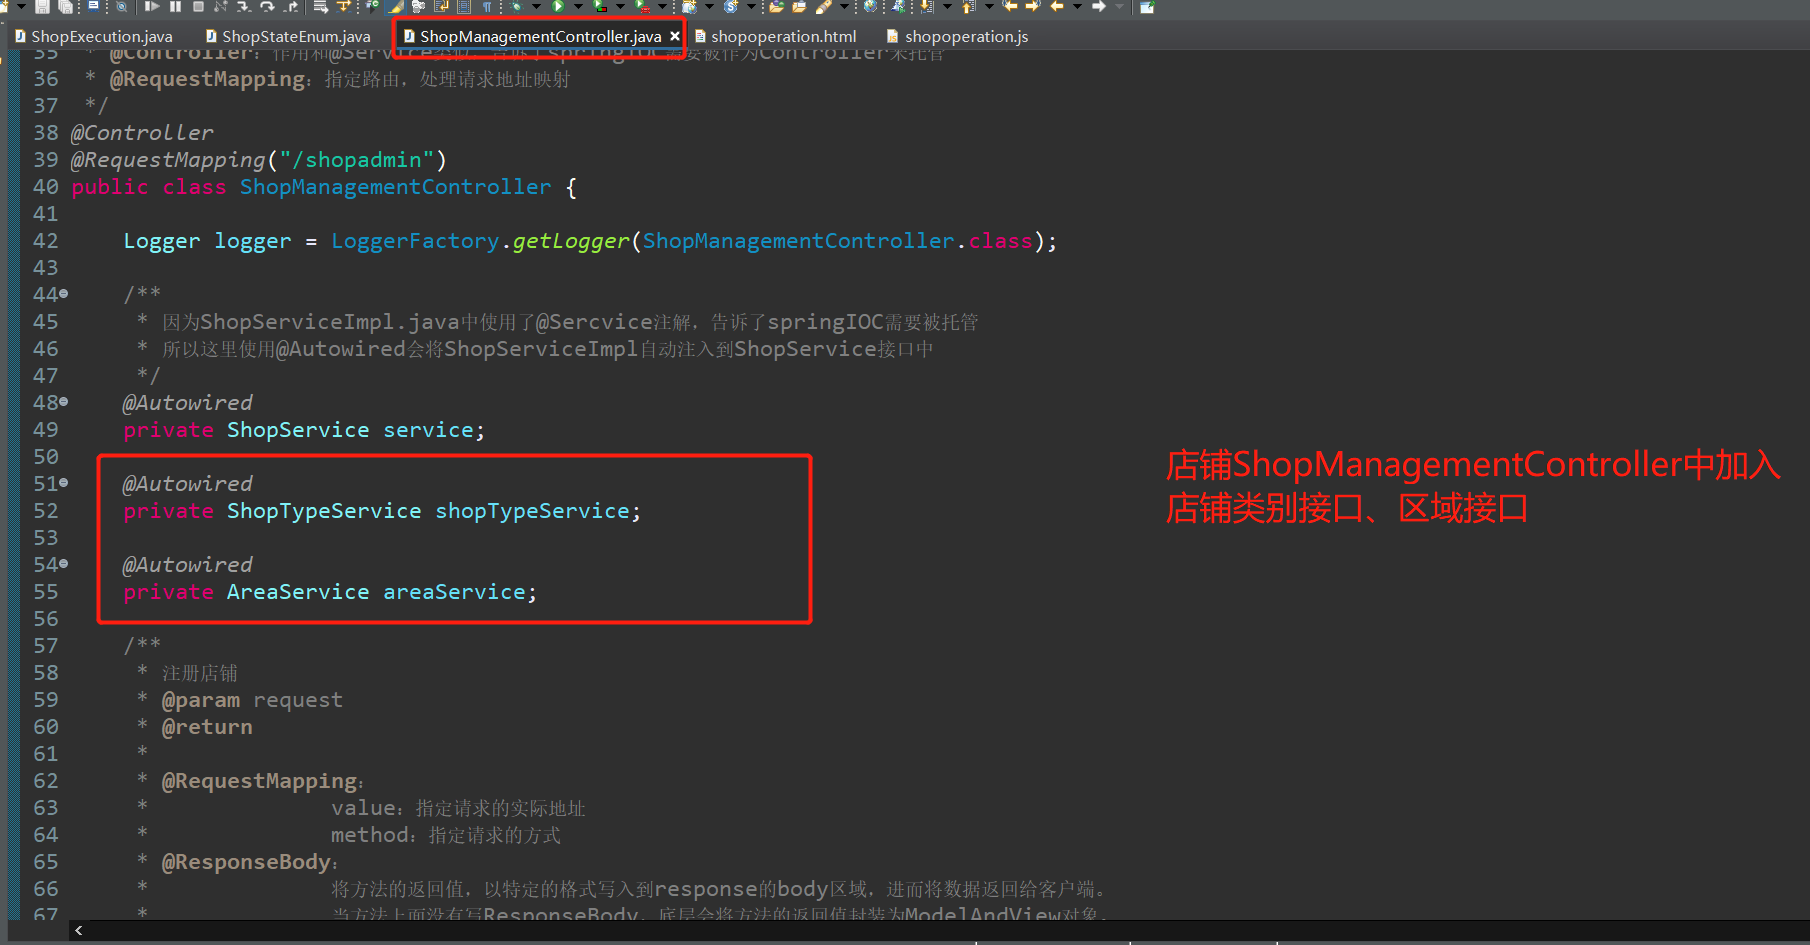 ShopExecution.java ShopStateEnum.java ShopManagementController.java shopoperation.html shopoperation.js
35 * @Controller：作用和@Service类似，告诉了springIOC需要被作为Controller来托管
36 * @RequestMapping：指定路由，处理请求地址映射
37 */
38 @Controller
39 @RequestMapping("/shopadmin")
40 public class ShopManagementController {
41
42 Logger logger = LoggerFactory.getLogger(ShopManagementController.class);
43
44 /**
45 * 因为ShopServiceImpl.java中使用了@Sercvice注解，告诉了springIOC需要被托管
46 * 所以这里使用@Autowired会将ShopServiceImpl自动注入到ShopService接口中
47 */
48 @Autowired
49 private ShopService service;
50
51 @Autowired
52 private ShopTypeService shopTypeService;
53
54 @Autowired
55 private AreaService areaService;
56
57 /**
58 * 注册店铺
59 * @param request
60 * @return
61 *
62 * @RequestMapping：
63 * value：指定请求的实际地址
64 * method：指定请求的方式
65 * @ResponseBody：
66 * 将方法的返回值，以特定的格式写入到response的body区域，进而将数据返回给客户端。
67 * 当方法上面没有写ResponseBody，底层会将方法的返回值封装为ModelAndView对象。
店铺ShopManagementController中加入
店铺类别接口、区域接口